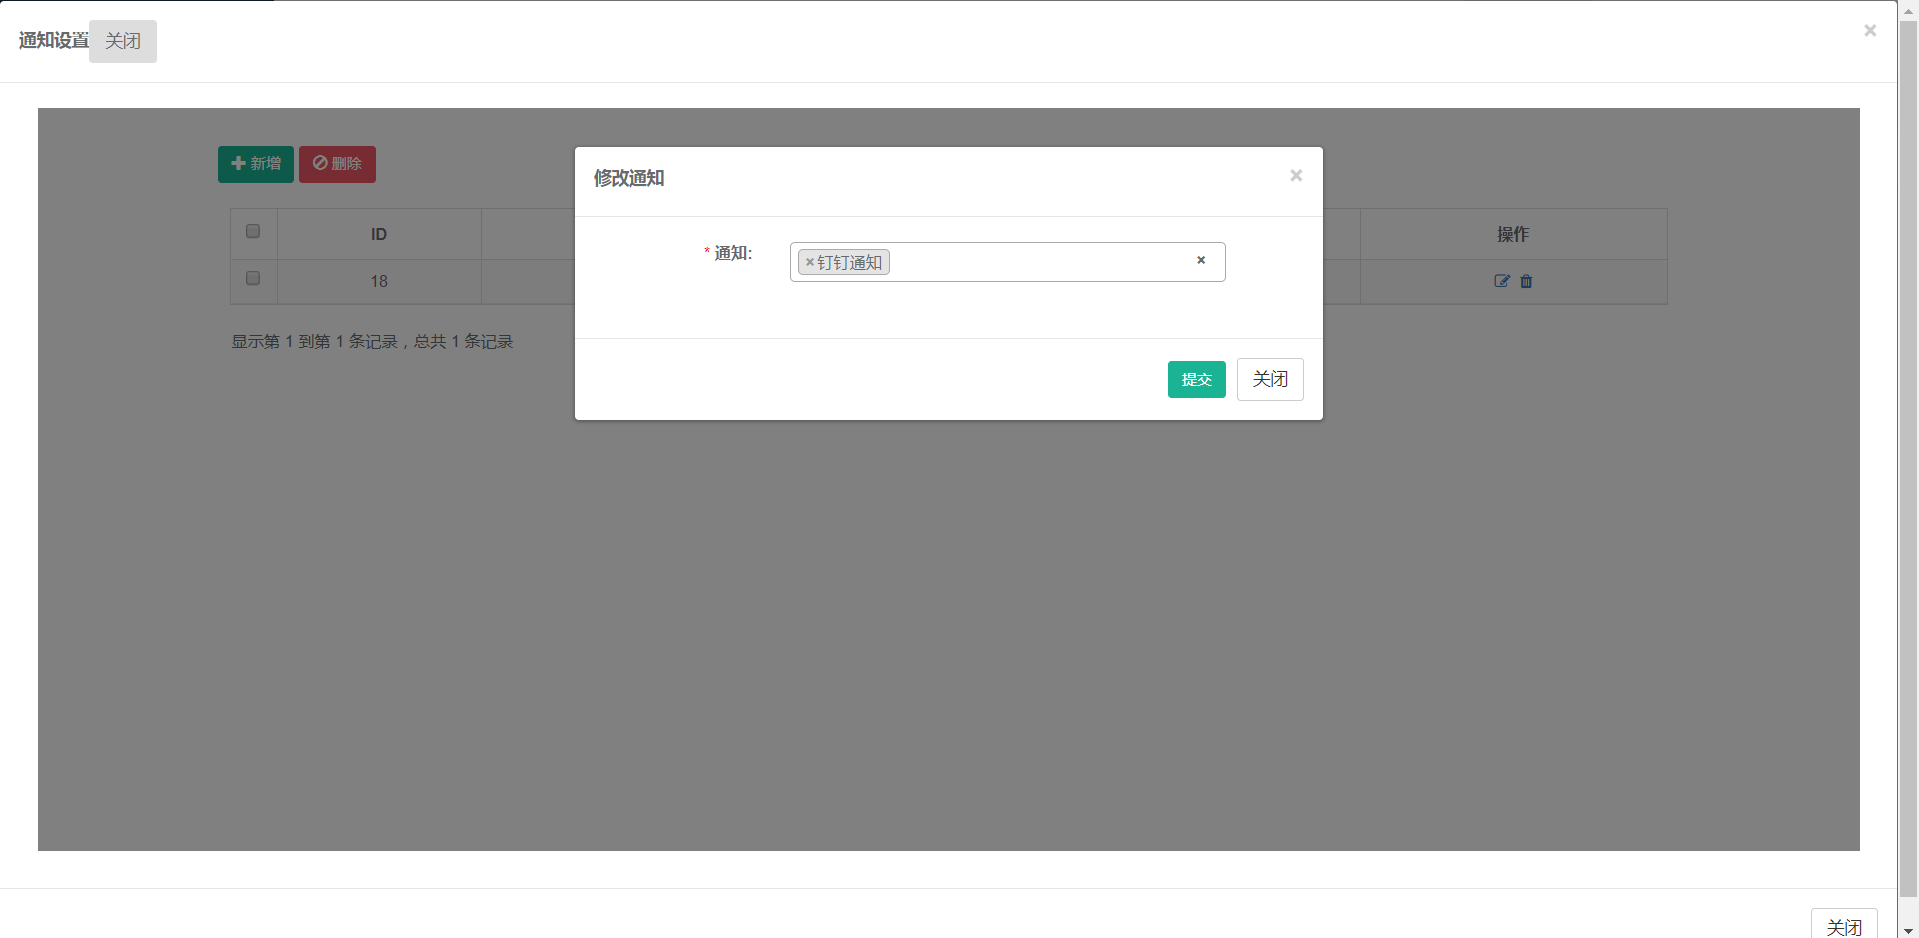 通知设置 关闭 ×
新增 删除
修改通知 ×
ID 操作
* 通知: ×钉钉通知 ×
18
显示第 1 到第 1 条记录，总共 1 条记录
提交 关闭
关闭